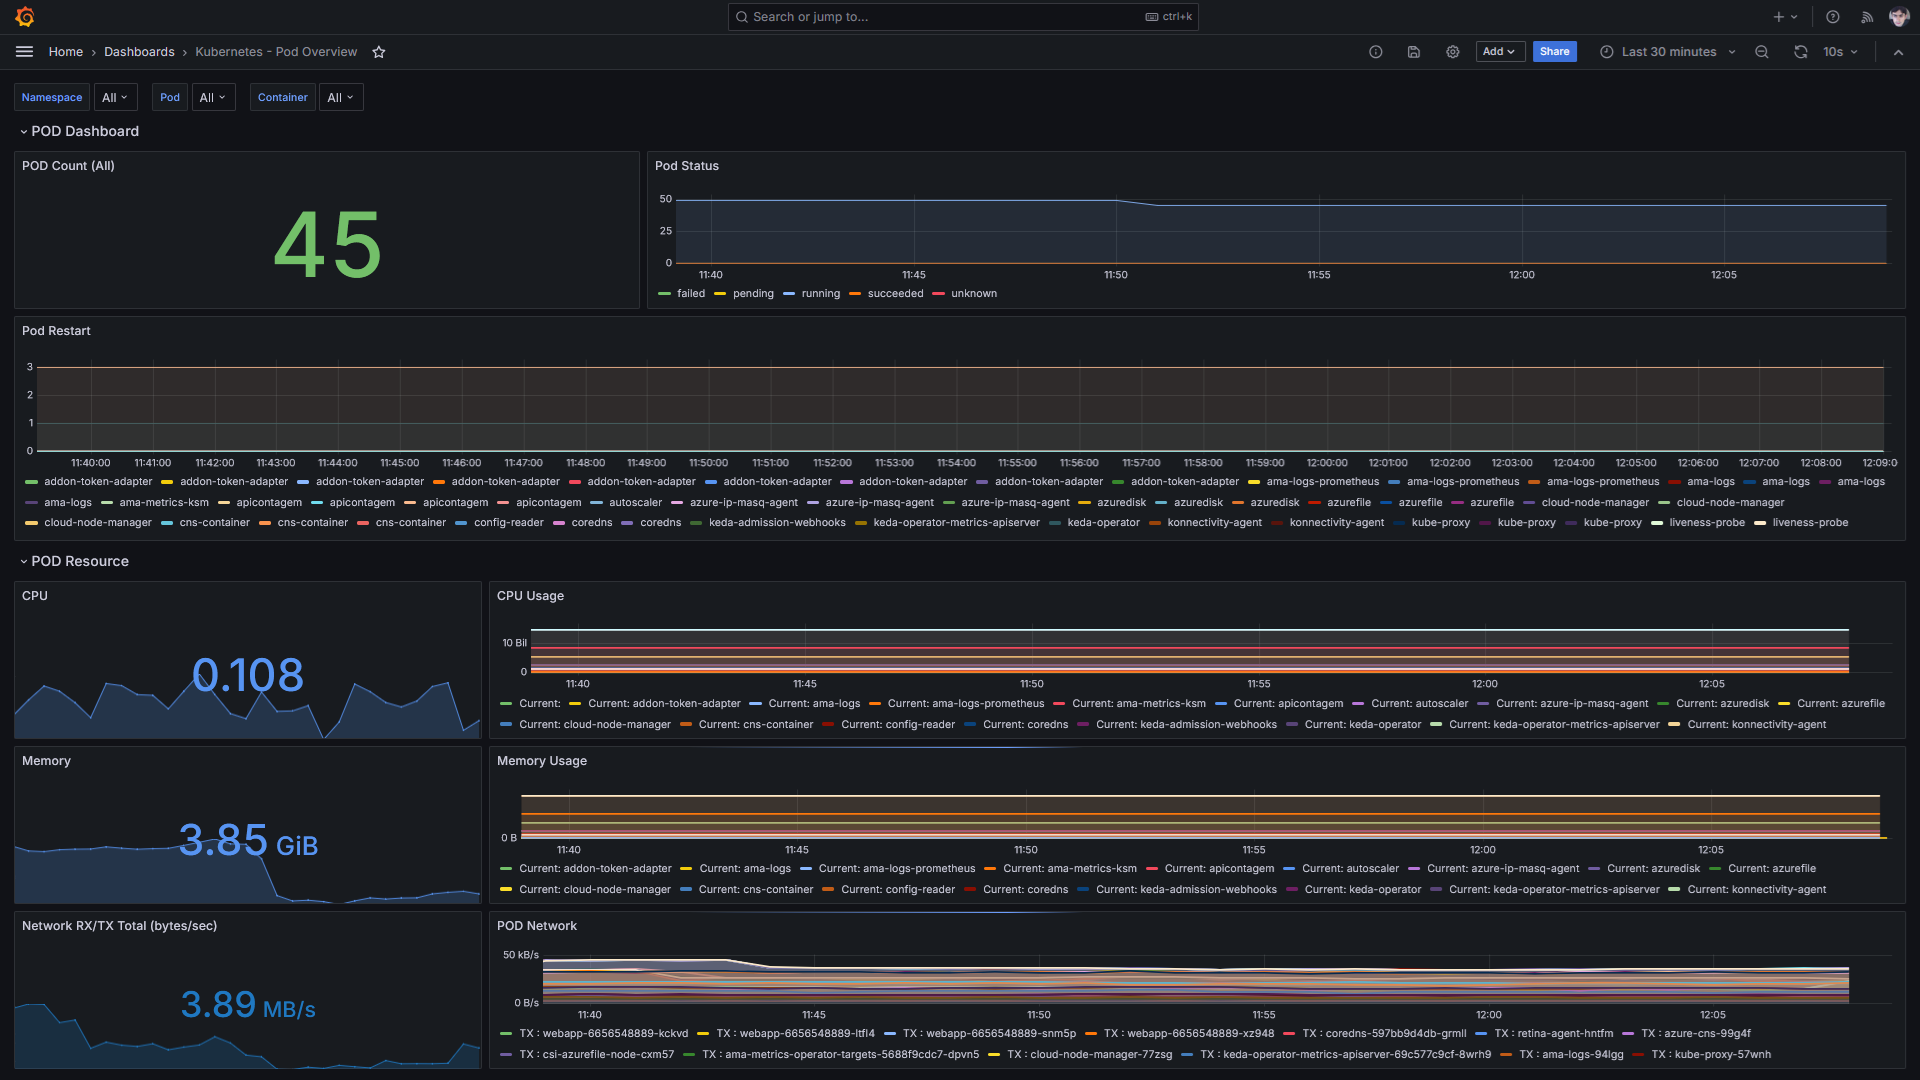 Search or jump to...
ctrl+k
Home › Dashboards › Kubernetes - Pod Overview
Add
Share
Last 30 minutes
10s
Namespace All Pod All Container All
POD Dashboard
POD Count (All)
45
Pod Status
50
25
0
11:40 11:45 11:50 11:55 12:00 12:05
failed pending running succeeded unknown
Pod Restart
3
2
1
0
11:40:00 11:41:00 11:42:00 11:43:00 11:44:00 11:45:00 11:46:00 11:47:00 11:48:00 11:49:00 11:50:00 11:51:00 11:52:00 11:53:00 11:54:00 11:55:00 11:56:00 11:57:00 11:58:00 11:59:00 12:00:00 12:01:00 12:02:00 12:03:00 12:04:00 12:05:00 12:06:00 12:07:00 12:08:00 12:09:0
addon-token-adapter addon-token-adapter addon-token-adapter addon-token-adapter addon-token-adapter addon-token-adapter addon-token-adapter addon-token-adapter addon-token-adapter ama-logs-prometheus ama-logs-prometheus ama-logs-prometheus ama-logs ama-logs ama-logs
ama-logs ama-metrics-ksm apicontagem apicontagem apicontagem apicontagem autoscaler azure-ip-masq-agent azure-ip-masq-agent azure-ip-masq-agent azuredisk azuredisk azuredisk azurefile azurefile azurefile cloud-node-manager cloud-node-manager
cloud-node-manager cns-container cns-container cns-container config-reader coredns coredns keda-admission-webhooks keda-operator-metrics-apiserver keda-operator konnectivity-agent konnectivity-agent kube-proxy kube-proxy kube-proxy liveness-probe liveness-probe
POD Resource
CPU
0.108
CPU Usage
10 Bil
0
11:40 11:45 11:50 11:55 12:00 12:05
Current: Current: addon-token-adapter Current: ama-logs Current: ama-logs-prometheus Current: ama-metrics-ksm Current: apicontagem Current: autoscaler Current: azure-ip-masq-agent Current: azuredisk Current: azurefile
Current: cloud-node-manager Current: cns-container Current: config-reader Current: coredns Current: keda-admission-webhooks Current: keda-operator Current: keda-operator-metrics-apiserver Current: konnectivity-agent
Memory
3.85 GiB
Memory Usage
0 B
11:40 11:45 11:50 11:55 12:00 12:05
Current: addon-token-adapter Current: ama-logs Current: ama-logs-prometheus Current: ama-metrics-ksm Current: apicontagem Current: autoscaler Current: azure-ip-masq-agent Current: azuredisk Current: azurefile
Current: cloud-node-manager Current: cns-container Current: config-reader Current: coredns Current: keda-admission-webhooks Current: keda-operator Current: keda-operator-metrics-apiserver Current: konnectivity-agent
Network RX/TX Total (bytes/sec)
3.89 MB/s
POD Network
50 kB/s
0 B/s
11:40 11:45 11:50 11:55 12:00 12:05
TX : webapp-6656548889-kckvd TX : webapp-6656548889-ltfl4 TX : webapp-6656548889-snm5p TX : webapp-6656548889-xz948 TX : coredns-597bb9d4db-grmll TX : retina-agent-hntfm TX : azure-cns-99g4f
TX : csi-azurefile-node-cxm57 TX : ama-metrics-operator-targets-5688f9cdc7-dpvn5 TX : cloud-node-manager-77zsg TX : keda-operator-metrics-apiserver-69c577c9cf-8wrh9 TX : ama-logs-94lgg TX : kube-proxy-57wnh